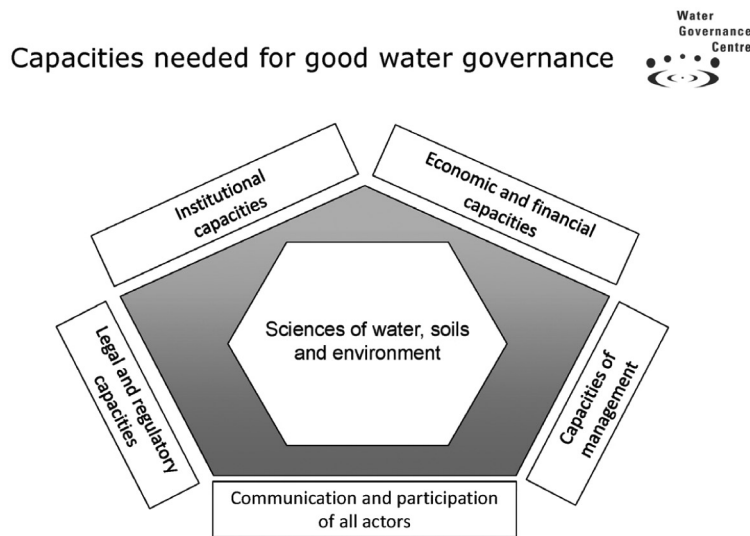 Capacities needed for good water governance
Water
Governance
Centre
Institutional
capacities
Economic and financial
capacities
Sciences of water, soils
and environment
Legal and regulatory
capacities
Capacities of
management
Communication and participation
of all actors